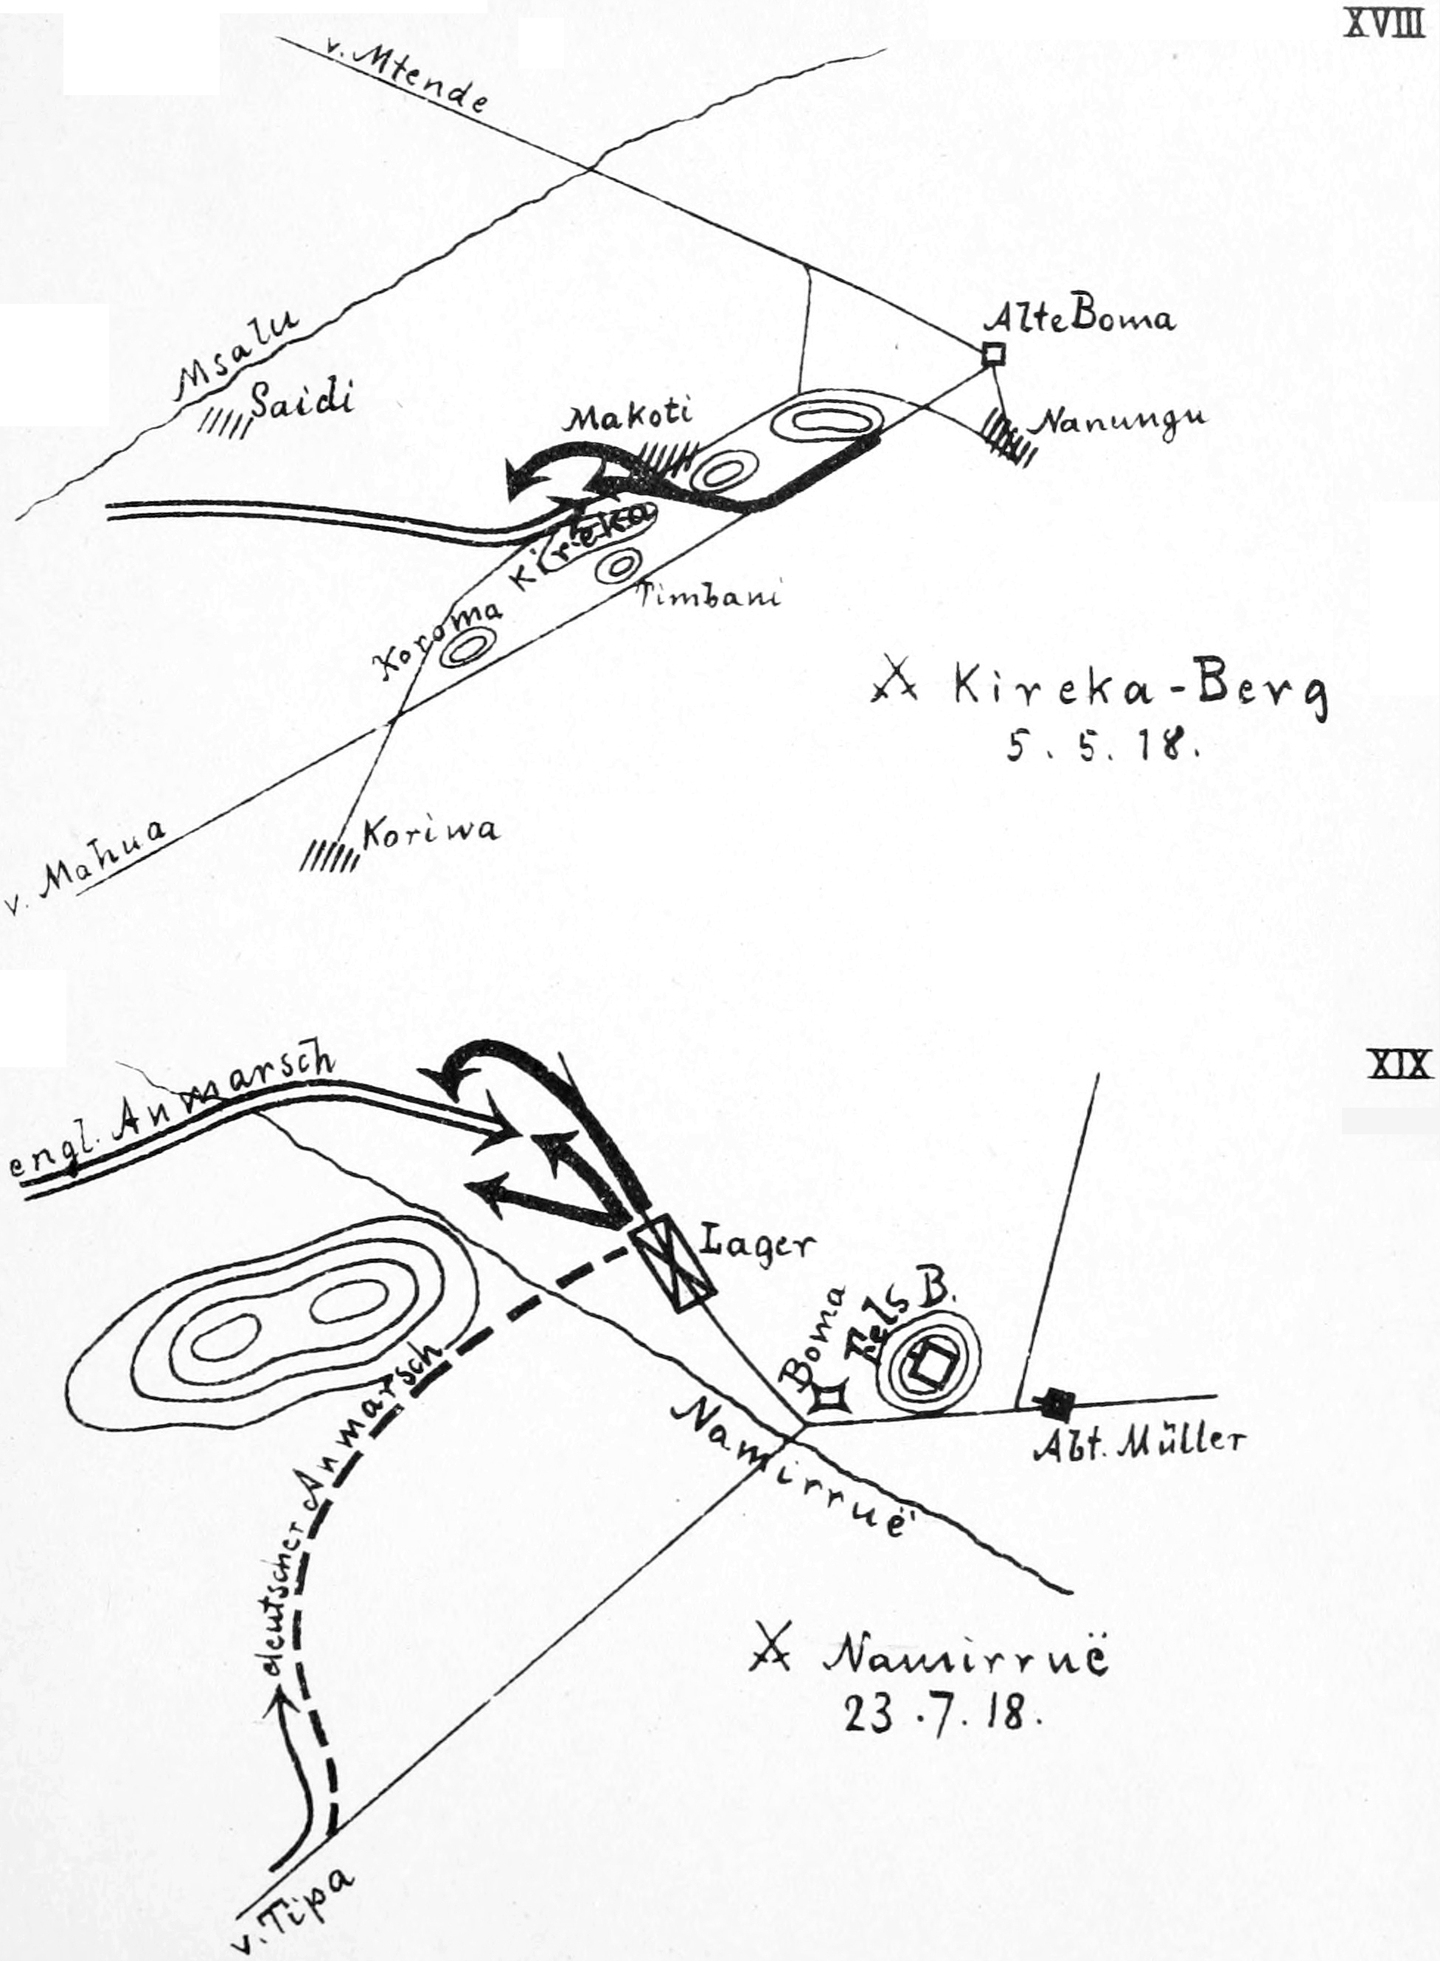 XVIII
v. Mtende
Msalu
Saidi
Alte Boma
Makoti
Nanungu
Kireka
Timbani
Koroma
Kireka-Berg
5. 5. 18.
Koriwa
v. Mahua
XIX
engl. Anmarsch
Lager
Boma
Fels B.
deutscher Anmarsch
Namirruë
Abt. Müller
Namirruë
23.7.18.
v. Tipa